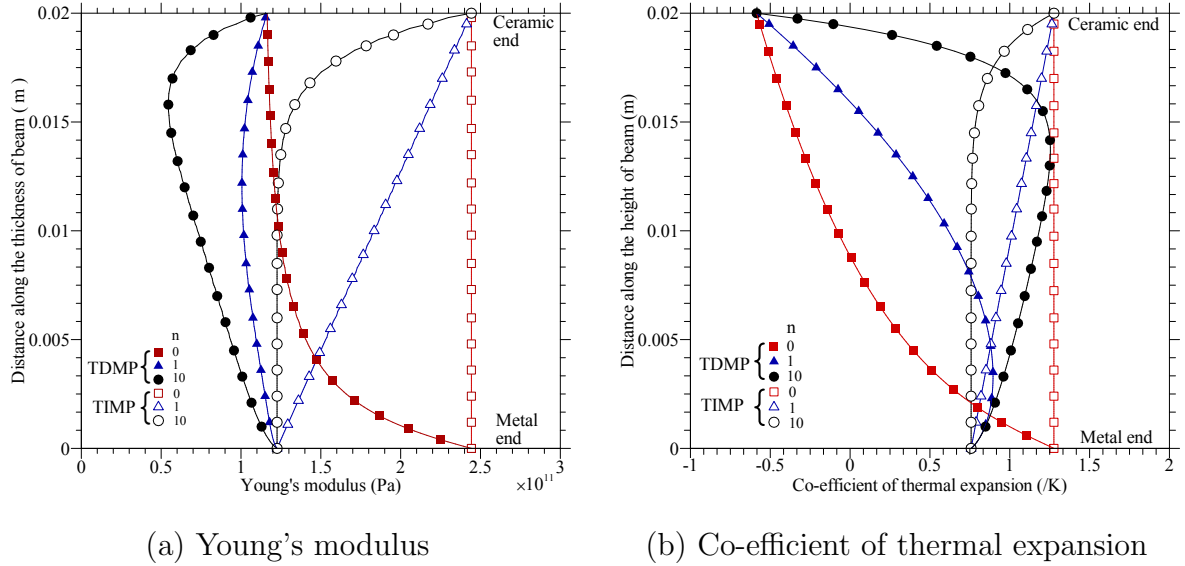 0.02
0.015
0.01
0.005
0
Distance along the thickness of beam ( m )
Ceramic
end
n
TDMP { 0
1
10
TIMP { 0
1
10
Metal
end
0 0.5 1 1.5 2 2.5 3
Young's modulus (Pa) ×10¹¹
(a) Young's modulus
0.02
0.015
0.01
0.005
0
Distance along the height of beam (m)
Ceramic end
n
TDMP { 0
1
10
TIMP { 0
1
10
Metal end
-1 -0.5 0 0.5 1 1.5 2
Co-efficient of thermal expansion (/K)
(b) Co-efficient of thermal expansion